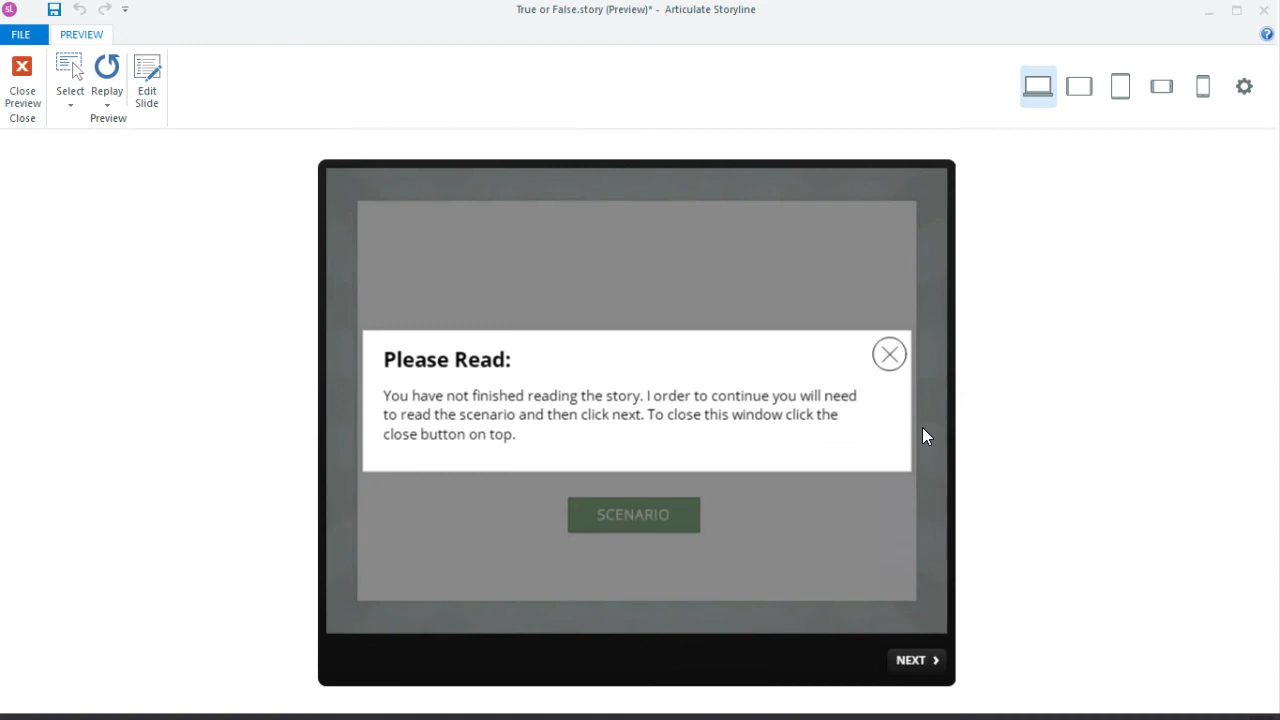 sl
True or False.story (Preview)* - Articulate Storyline
FILE
PREVIEW
?
Close
Preview
Select
Replay
Edit
Slide
Close
Preview
Please Read:
You have not finished reading the story. I order to continue you will need
to read the scenario and then click next. To close this window click the
close button on top.
SCENARIO
NEXT